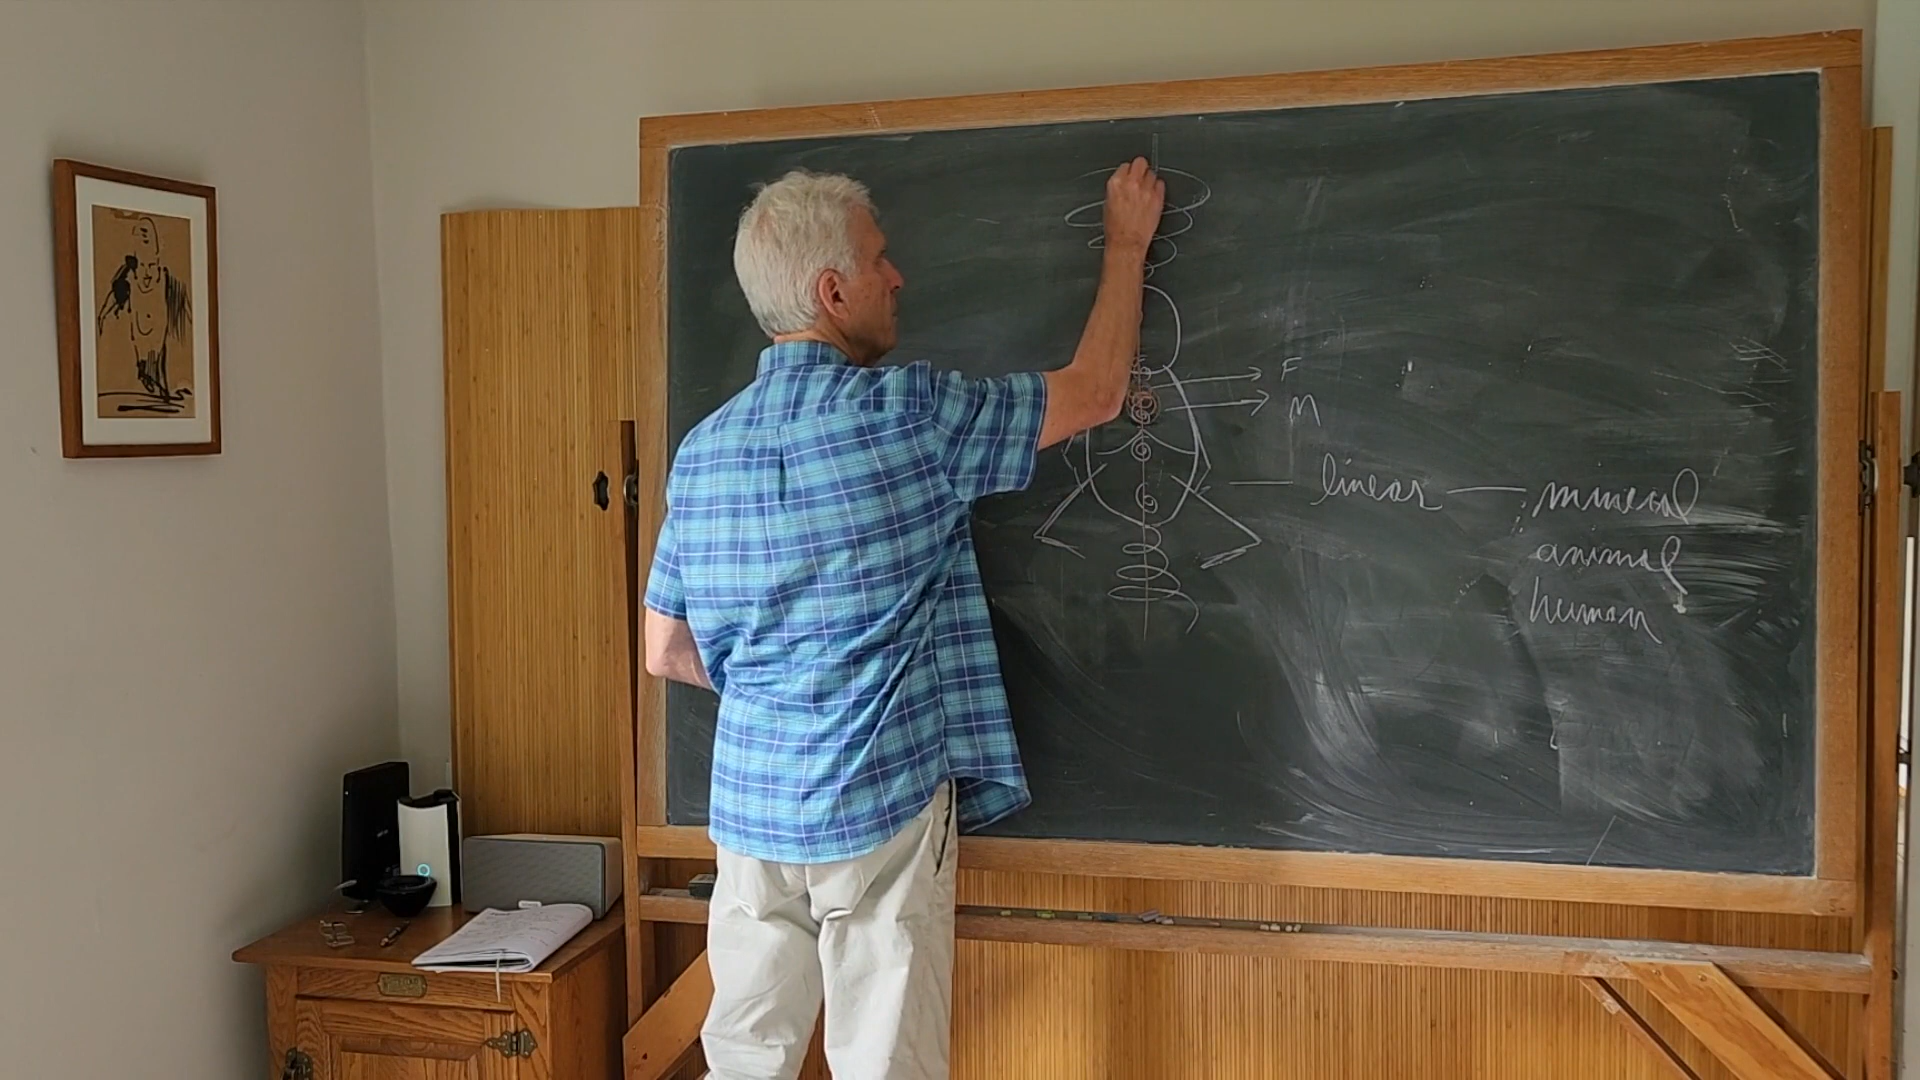 F
M
linear — mineral
animal
human